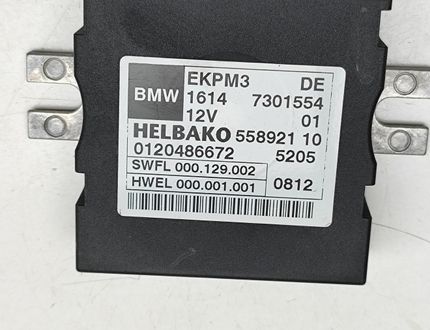 BMW EKPM3 DE
1614 7301554
12V 01
HELBAKO 558921 10
0120486672 5205
SWFL 000.129.002
HWEL 000.001.001 0812